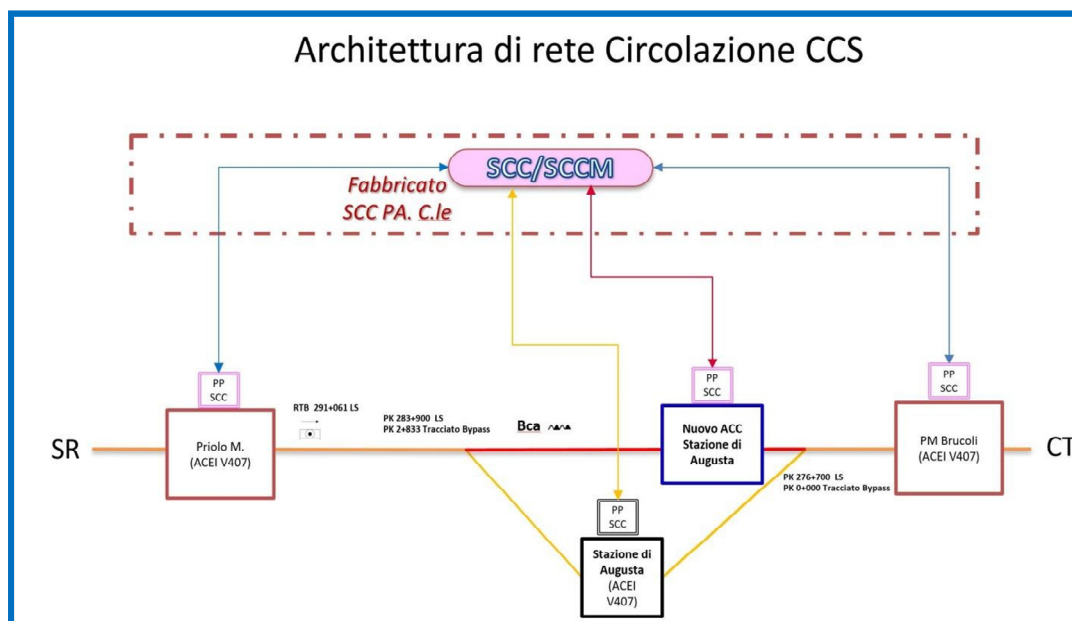 Architettura di rete Circolazione CCS
SCC/SCCM
Fabbricato
SCC PA. C.le
PP
SCC
PP
SCC
PP
SCC
RTB 291+061 LS
PK 283+900 LS
PK 2+833 Tracciato Bypass
Bca
SR
Priolo M.
(ACEI V407)
Nuovo ACC
Stazione di
Augusta
PM Brucoli
(ACEI V407)
CT
PK 276+700 LS
PK 0+000 Tracciato Bypass
PP
SCC
Stazione di
Augusta
(ACEI
V407)